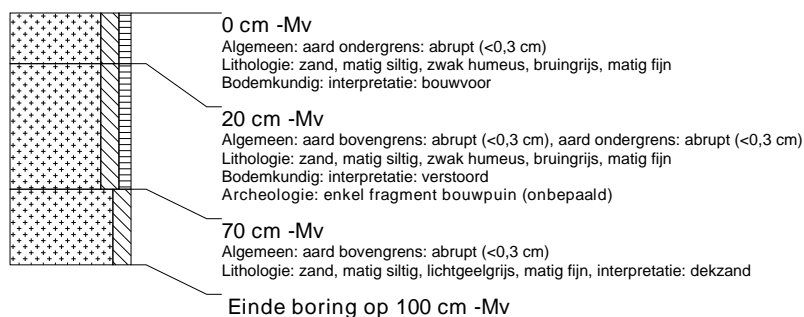 0 cm -Mv
Algemeen: aard ondergrens: abrupt (<0,3 cm)
Lithologie: zand, matig siltig, zwak humeus, bruingrijs, matig fijn
Bodemkundig: interpretatie: bouwvoor
20 cm -Mv
Algemeen: aard bovengrens: abrupt (<0,3 cm), aard ondergrens: abrupt (<0,3 cm)
Lithologie: zand, matig siltig, zwak humeus, bruingrijs, matig fijn
Bodemkundig: interpretatie: verstoord
Archeologie: enkel fragment bouwpuin (onbepaald)
70 cm -Mv
Algemeen: aard bovengrens: abrupt (<0,3 cm)
Lithologie: zand, matig siltig, lichtgeelgrijs, matig fijn, interpretatie: dekzand
Einde boring op 100 cm -Mv